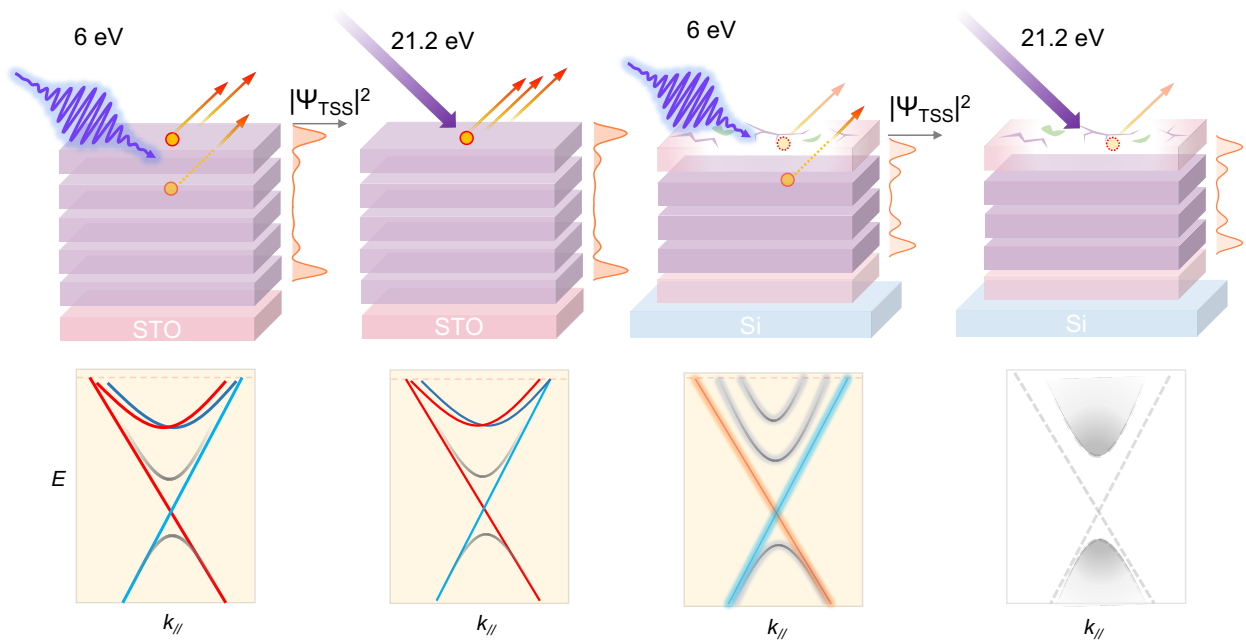 6 eV
21.2 eV
6 eV
21.2 eV
|Ψ_TSS|²
|Ψ_TSS|²
STO
STO
Si
Si
E
k_//
k_//
k_//
k_//